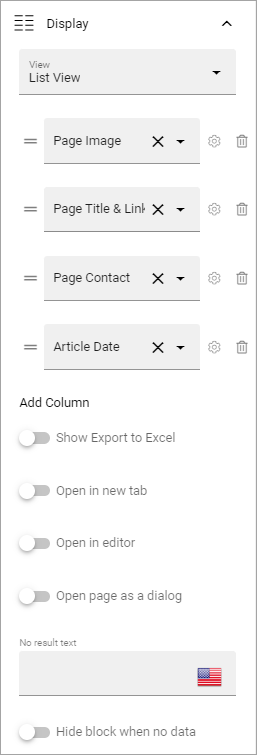 Display
View
List View
Page Image
Page Title & Link
Page Contact
Article Date
Add Column
Show Export to Excel
Open in new tab
Open in editor
Open page as a dialog
No result text
Hide block when no data